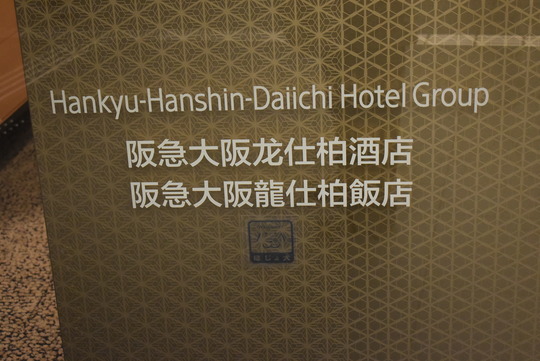 Hankyu-Hanshin-Daiichi Hotel Group
阪急大阪龙仕柏酒店
阪急大阪龍仕柏飯店